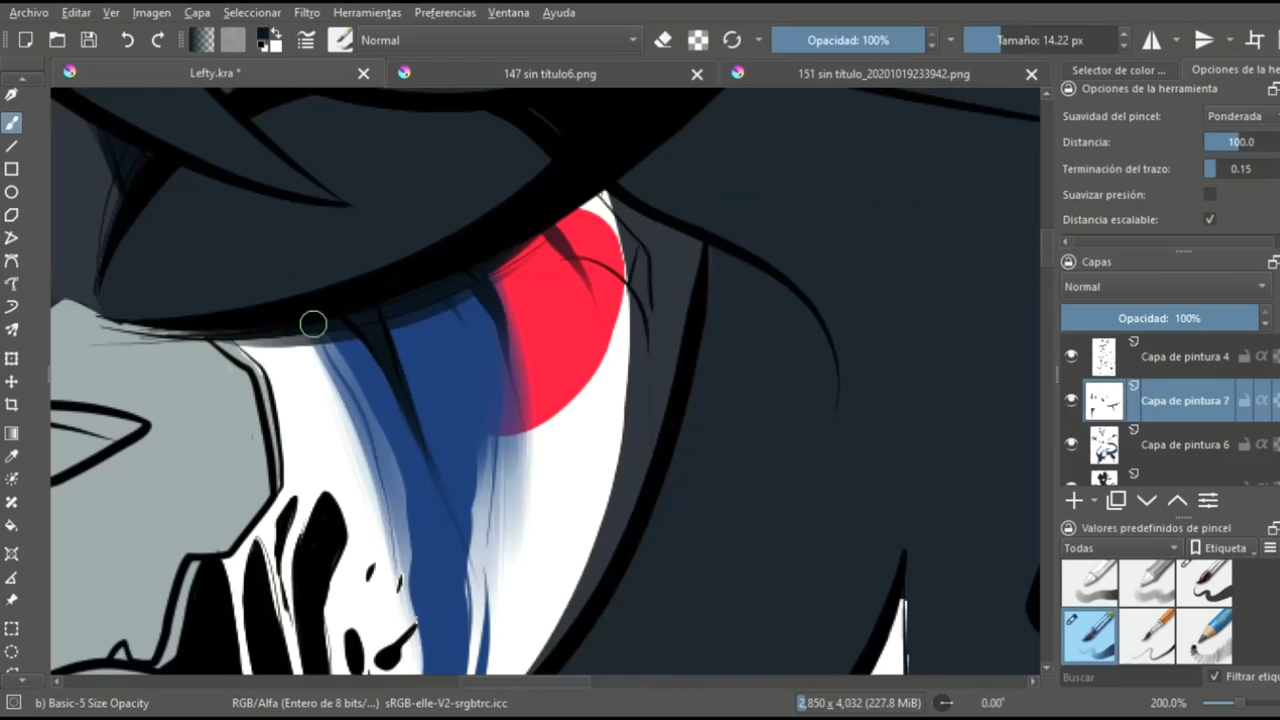 Archivo Editar Ver Imagen Capa Seleccionar Filtro Herramientas Preferencias Ventana Ayuda
Normal
Opacidad: 100%
Tamaño: 14.22 px
Lefty.kra *
147 sin título6.png
151 sin título_20201019233942.png
Selector de color ...
Opciones de la he
Opciones de la herramienta
Suavidad del pincel: Ponderada
Distancia: 100.0
Terminación del trazo: 0.15
Suavizar presión:
Distancia escalable:
Capas
Normal
Opacidad: 100%
Capa de pintura 4
Capa de pintura 7
Capa de pintura 6
Valores predefinidos de pincel
Todas
Etiqueta
Buscar
Filtrar etiqu
b) Basic-5 Size Opacity
RGB/Alfa (Entero de 8 bits/...) sRGB-elle-V2-srgbtrc.icc
2,850 x 4,032 (227.8 MiB)
0.00°
200.0%